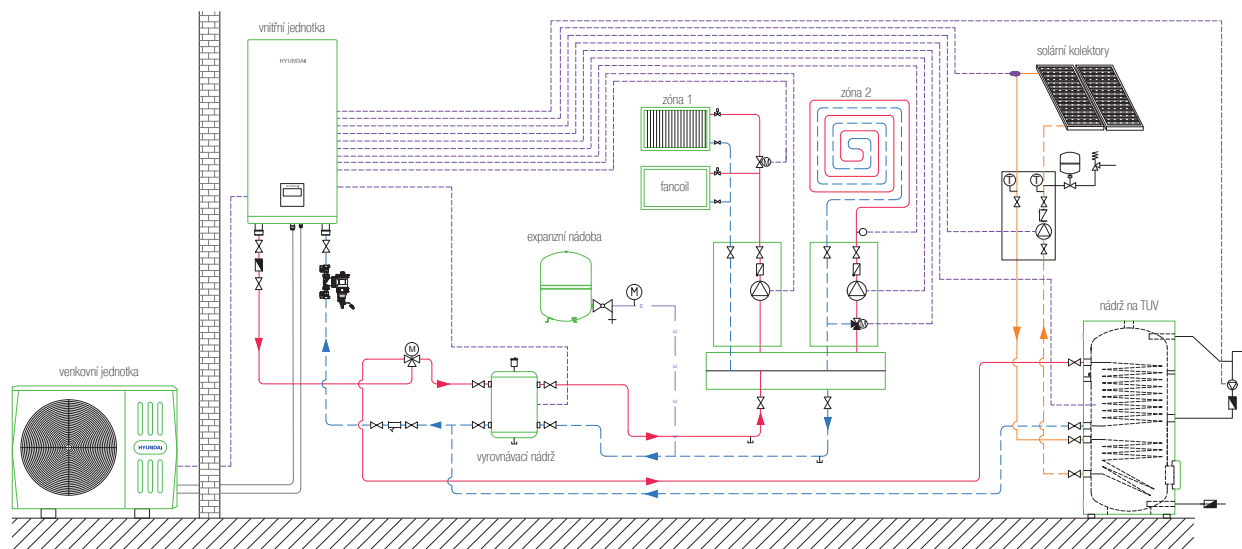 vnitřní jednotka
HYUNDAI
solární kolektory
zóna 1
zóna 2
fancoil
T
T
expanzní nádoba
M
E
nádrž na TUV
M
venkovní jednotka
HYUNDAI
vyrovnávací nádrž